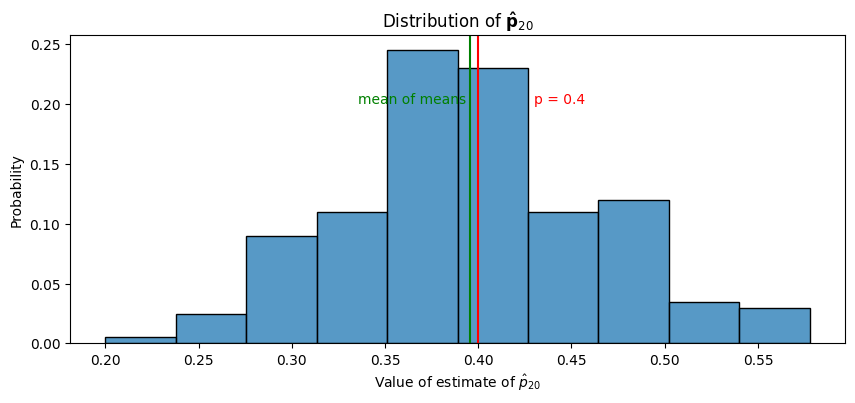 Distribution of p̂₂₀
0.25
0.20
0.15
0.10
0.05
0.00
Probability
mean of means
p = 0.4
0.20 0.25 0.30 0.35 0.40 0.45 0.50 0.55
Value of estimate of p̂₂₀